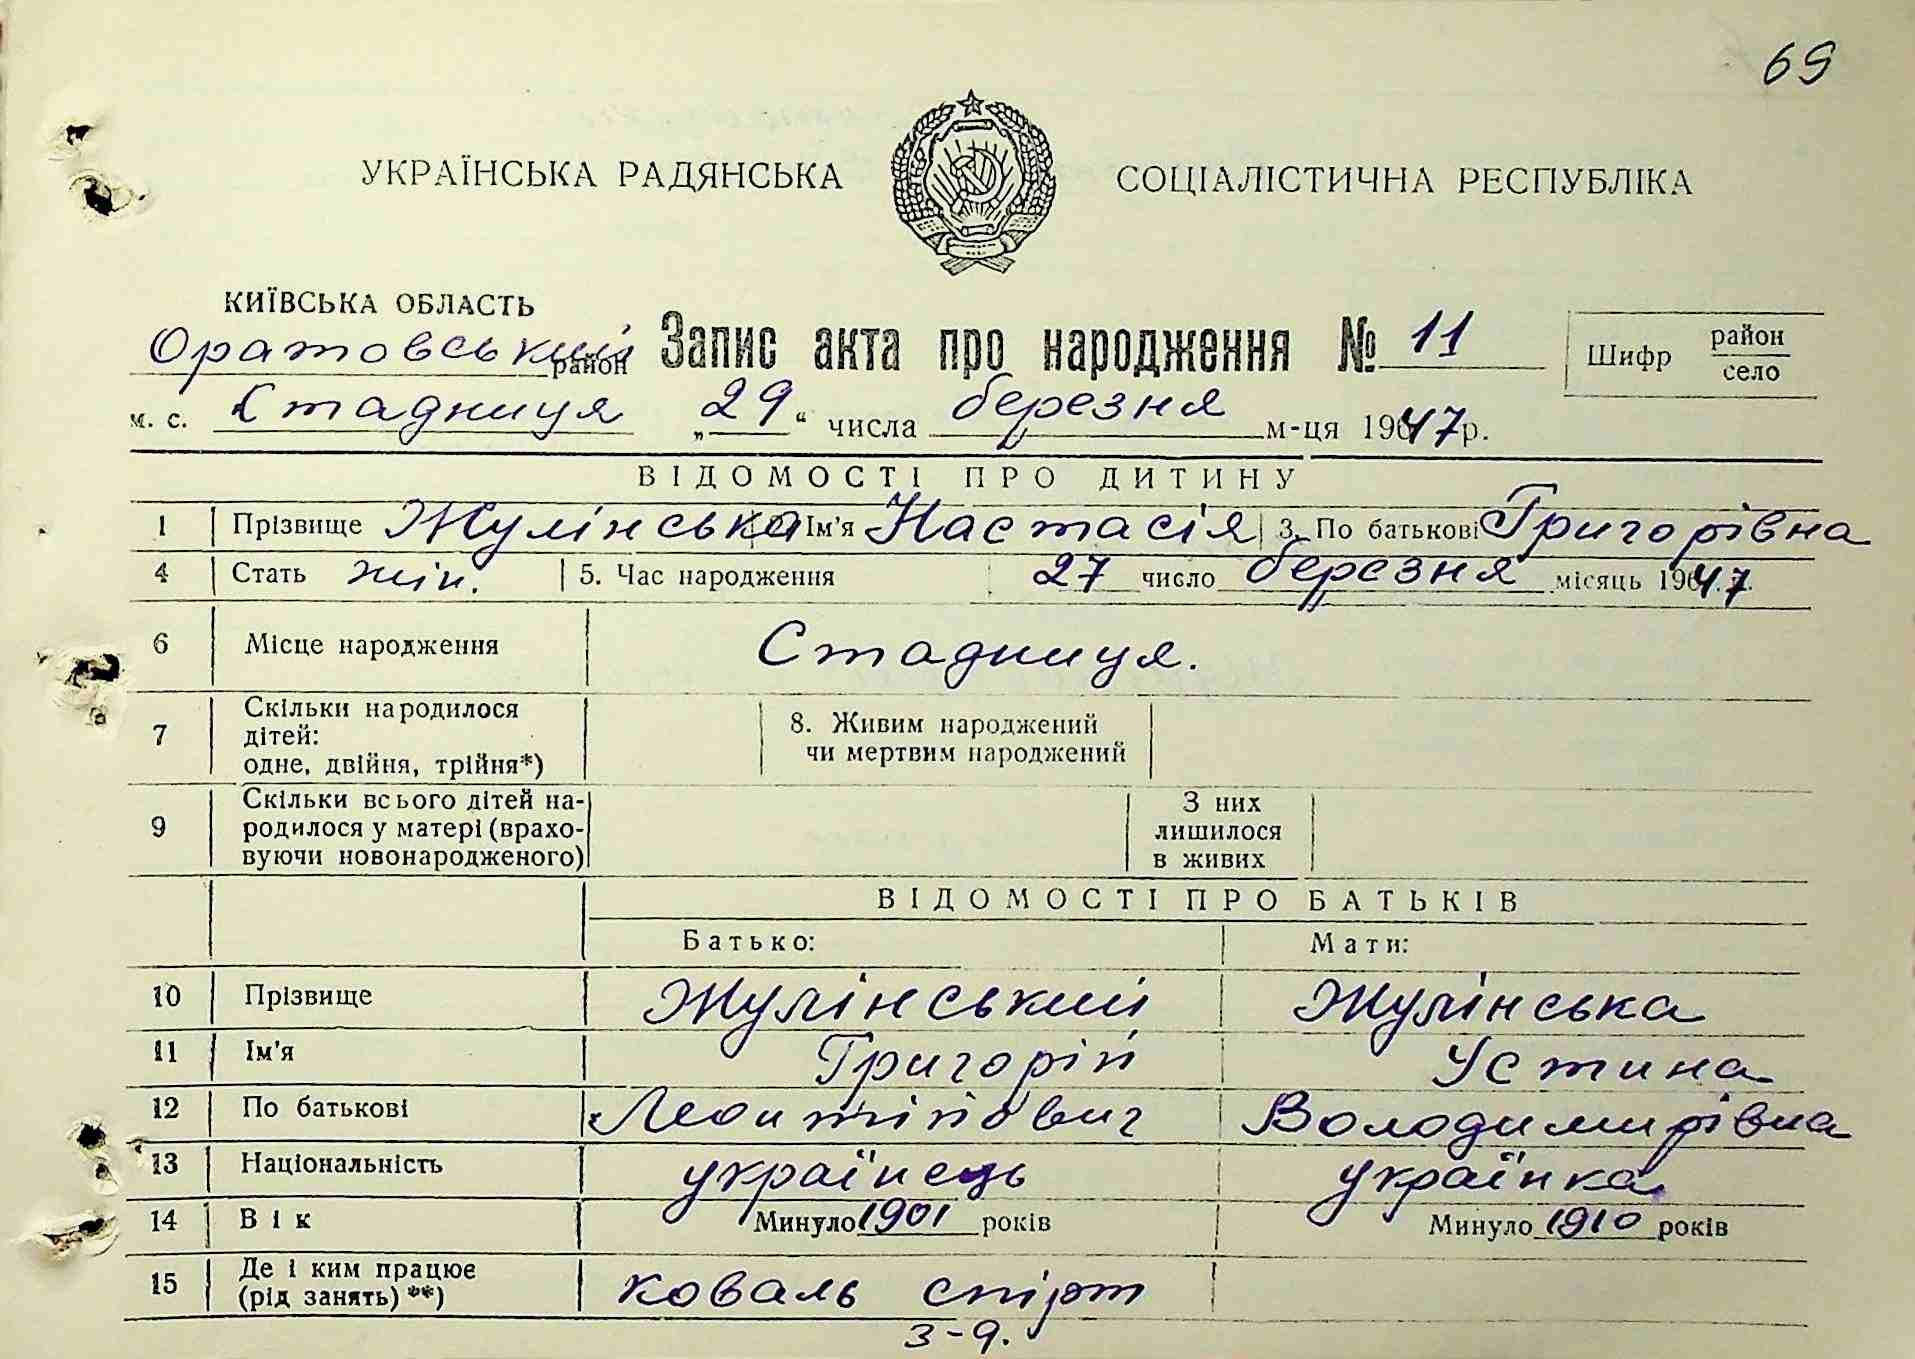 69
УКРАЇНСЬКА РАДЯНСЬКА СОЦІАЛІСТИЧНА РЕСПУБЛІКА
КИЇВСЬКА ОБЛАСТЬ
Оратовський район Запис акта про народження № 11 Шифр район село
м. с. Стадниця „29“ числа березня м-ця 1947 р.
ВІДОМОСТІ ПРО ДИТИНУ
1 Прізвище Жулінська Ім'я Настасія 3. По батькові Григорівна
4 Стать жін. 5. Час народження 27 число березня місяць 1947.
6 Місце народження Стадниця.
7 Скільки народилося дітей: одне, двійня, трійня*) 8. Живим народжений чи мертвим народжений
9 Скільки всього дітей народилося у матері (враховуючи новонародженого) З них лишилося в живих
ВІДОМОСТІ ПРО БАТЬКІВ
Батько: Мати:
10 Прізвище Жулінський Жулінська
11 Ім'я Григорій Устина
12 По батькові Леонтійович Володимирівна
13 Національність українець українка
14 Вік Минуло 1901 років Минуло 1910 років
15 Де і ким працює (рід занять) **) коваль спірт
з-д.